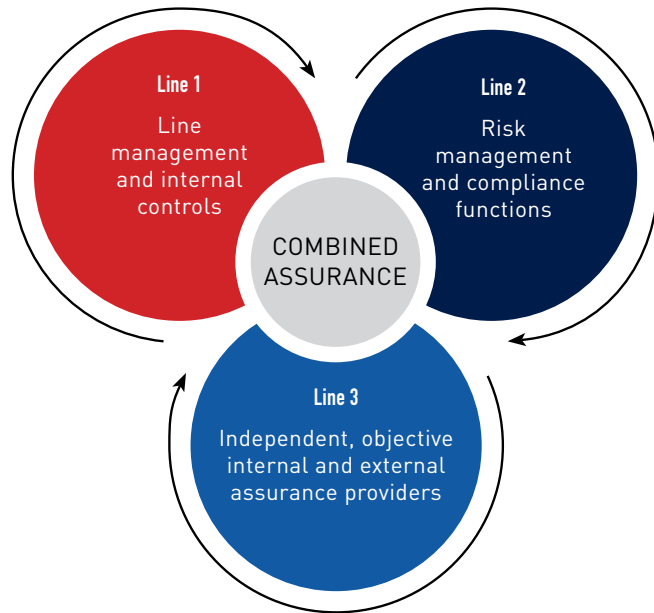 Line 1
Line
management
and internal
controls
Line 2
Risk
management
and compliance
functions
COMBINED
ASSURANCE
Line 3
Independent, objective
internal and external
assurance providers